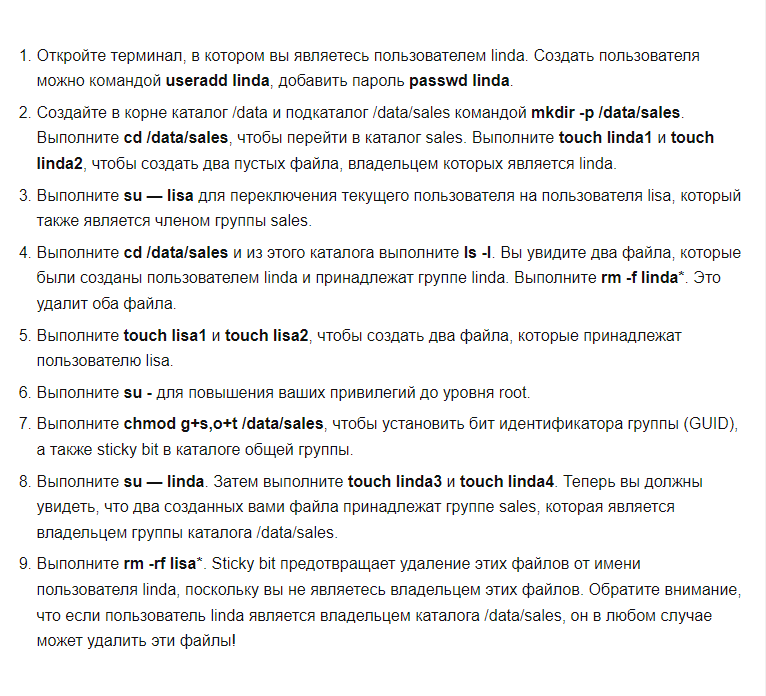 1. Откройте терминал, в котором вы являетесь пользователем linda. Создать пользователя
можно командой useradd linda, добавить пароль passwd linda.
2. Создайте в корне каталог /data и подкаталог /data/sales командой mkdir -p /data/sales.
Выполните cd /data/sales, чтобы перейти в каталог sales. Выполните touch linda1 и touch
linda2, чтобы создать два пустых файла, владельцем которых является linda.
3. Выполните su — lisa для переключения текущего пользователя на пользователя lisa, который
также является членом группы sales.
4. Выполните cd /data/sales и из этого каталога выполните ls -l. Вы увидите два файла, которые
были созданы пользователем linda и принадлежат группе linda. Выполните rm -f linda*. Это
удалит оба файла.
5. Выполните touch lisa1 и touch lisa2, чтобы создать два файла, которые принадлежат
пользователю lisa.
6. Выполните su - для повышения ваших привилегий до уровня root.
7. Выполните chmod g+s,o+t /data/sales, чтобы установить бит идентификатора группы (GUID),
а также sticky bit в каталоге общей группы.
8. Выполните su — linda. Затем выполните touch linda3 и touch linda4. Теперь вы должны
увидеть, что два созданных вами файла принадлежат группе sales, которая является
владельцем группы каталога /data/sales.
9. Выполните rm -rf lisa*. Sticky bit предотвращает удаление этих файлов от имени
пользователя linda, поскольку вы не являетесь владельцем этих файлов. Обратите внимание,
что если пользователь linda является владельцем каталога /data/sales, он в любом случае
может удалить эти файлы!